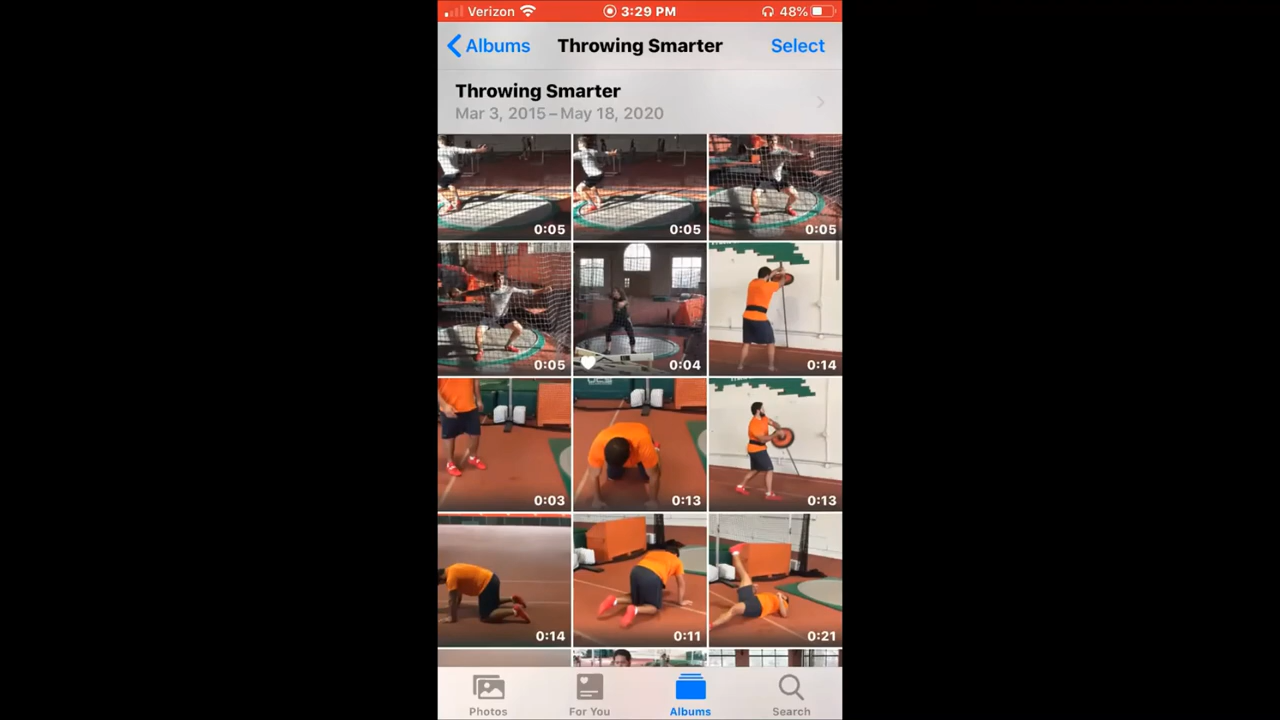 Verizon 3:29 PM 48%
Albums Throwing Smarter Select
Throwing Smarter
Mar 3, 2015 – May 18, 2020
0:05 0:05 0:05
0:05 0:04 0:14
0:03 0:13 0:13
0:14 0:11 0:21
Photos For You Albums Search